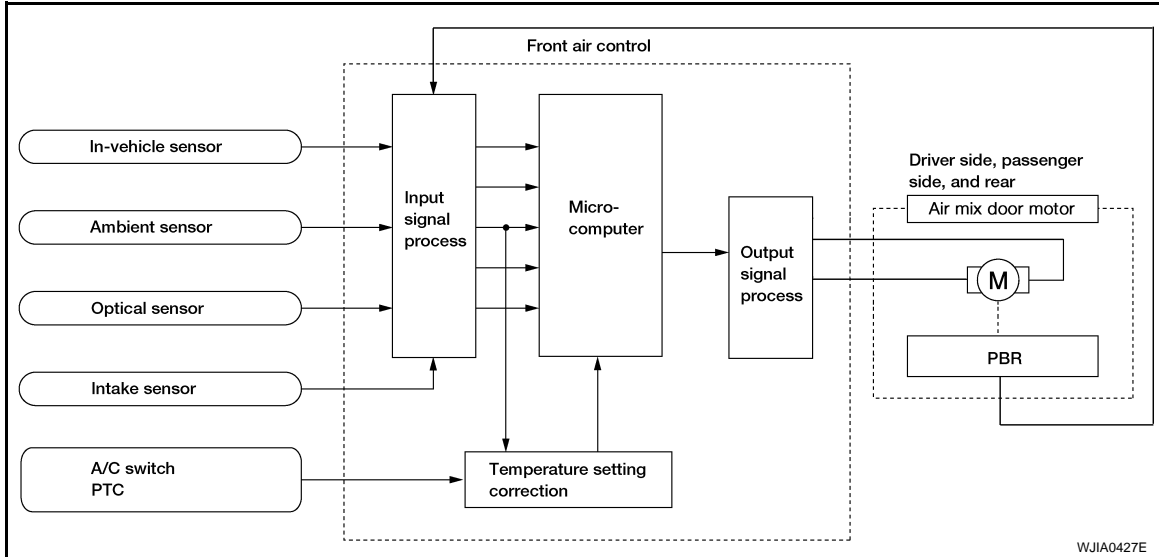 Front air control
In-vehicle sensor
Ambient sensor
Optical sensor
Intake sensor
A/C switch
PTC
Input
signal
process
Micro-
computer
Temperature setting
correction
Output
signal
process
Driver side, passenger
side, and rear
Air mix door motor
M
PBR
WJIA0427E